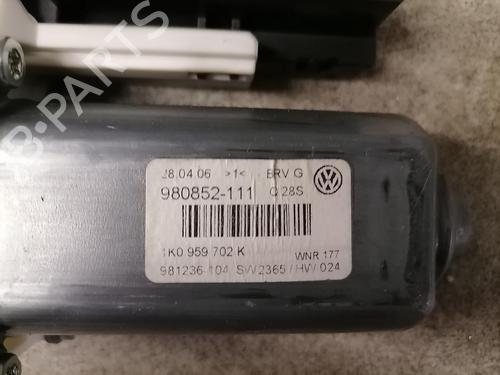 B-PARTS
28.04.06 >1< BRV G
980852-111 Q 28S
1K0 959 702 K WNR 177
981236-104 SW2365/HW 024